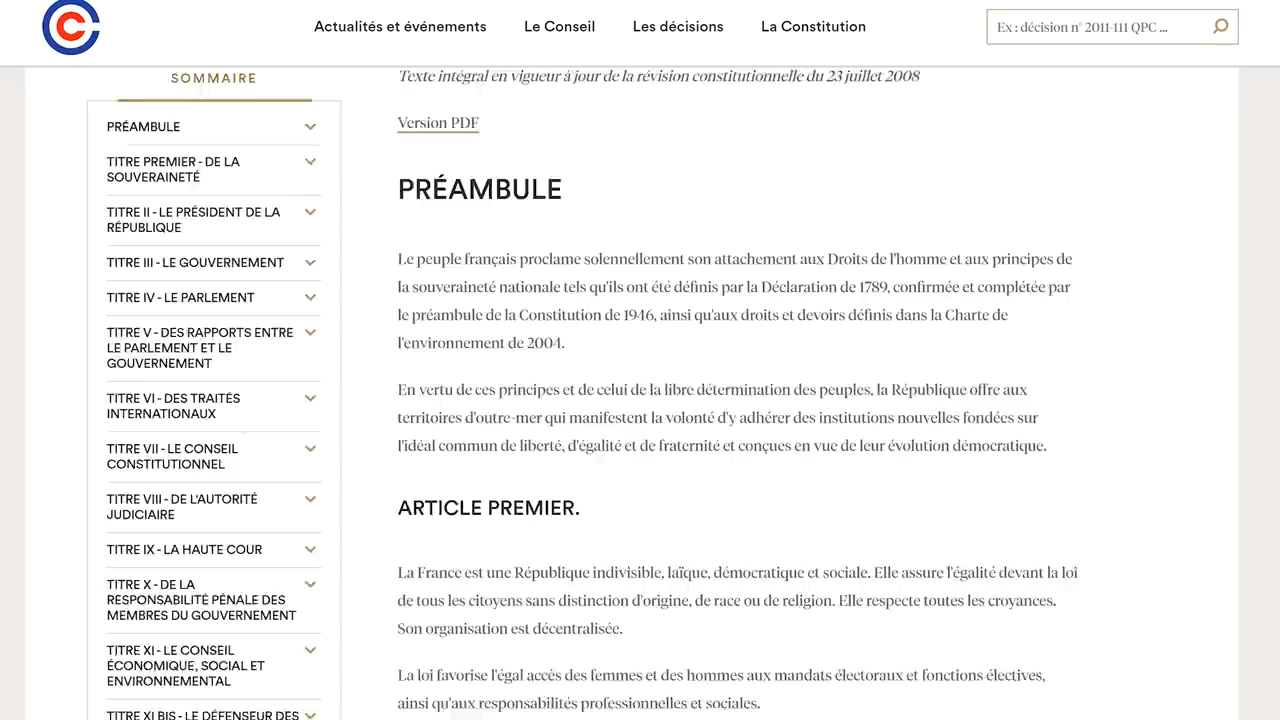 Actualités et événements
Le Conseil
Les décisions
La Constitution
Ex : décision n° 2011-111 QPC ...
SOMMAIRE
PRÉAMBULE
TITRE PREMIER - DE LA
SOUVERAINETÉ
TITRE II - LE PRÉSIDENT DE LA
RÉPUBLIQUE
TITRE III - LE GOUVERNEMENT
TITRE IV - LE PARLEMENT
TITRE V - DES RAPPORTS ENTRE
LE PARLEMENT ET LE
GOUVERNEMENT
TITRE VI - DES TRAITÉS
INTERNATIONAUX
TITRE VII - LE CONSEIL
CONSTITUTIONNEL
TITRE VIII - DE L'AUTORITÉ
JUDICIAIRE
TITRE IX - LA HAUTE COUR
TITRE X - DE LA
RESPONSABILITÉ PÉNALE DES
MEMBRES DU GOUVERNEMENT
TITRE XI - LE CONSEIL
ÉCONOMIQUE, SOCIAL ET
ENVIRONNEMENTAL
TITRE XI BIS - LE DÉFENSEUR DES
Texte intégral en vigueur à jour de la révision constitutionnelle du 23 juillet 2008
Version PDF
PRÉAMBULE
Le peuple français proclame solennellement son attachement aux Droits de l'homme et aux principes de
la souveraineté nationale tels qu'ils ont été définis par la Déclaration de 1789, confirmée et complétée par
le préambule de la Constitution de 1946, ainsi qu'aux droits et devoirs définis dans la Charte de
l'environnement de 2004.
En vertu de ces principes et de celui de la libre détermination des peuples, la République offre aux
territoires d'outre-mer qui manifestent la volonté d'y adhérer des institutions nouvelles fondées sur
l'idéal commun de liberté, d'égalité et de fraternité et conçues en vue de leur évolution démocratique.
ARTICLE PREMIER.
La France est une République indivisible, laïque, démocratique et sociale. Elle assure l'égalité devant la loi
de tous les citoyens sans distinction d'origine, de race ou de religion. Elle respecte toutes les croyances.
Son organisation est décentralisée.
La loi favorise l'égal accès des femmes et des hommes aux mandats électoraux et fonctions électives,
ainsi qu'aux responsabilités professionnelles et sociales.